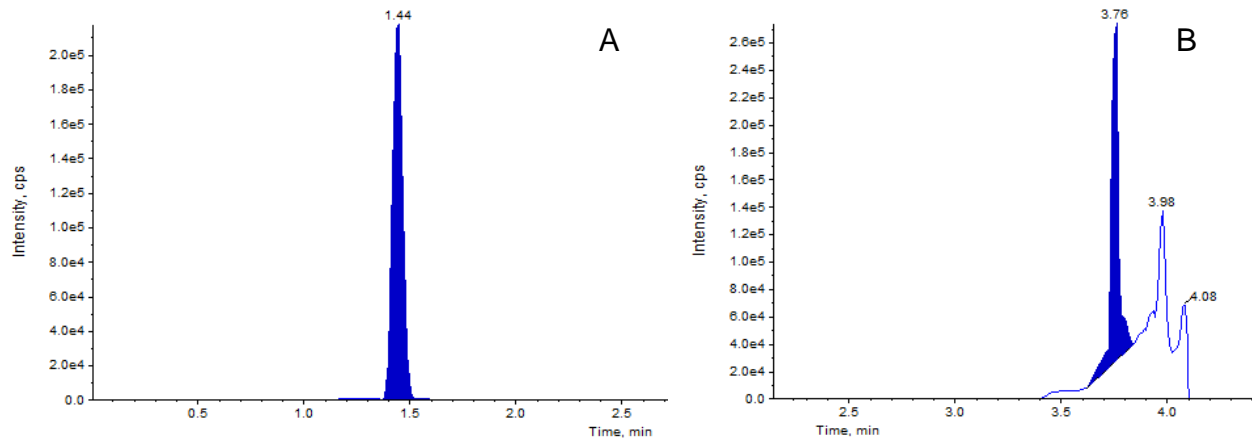 1.44
A
2.0e5
1.8e5
1.6e5
1.4e5
1.2e5
1.0e5
8.0e4
6.0e4
4.0e4
2.0e4
0.0
Intensity, cps
0.5
1.0
1.5
2.0
2.5
Time, min
3.76
B
2.6e5
2.4e5
2.2e5
2.0e5
1.8e5
1.6e5
1.4e5
1.2e5
1.0e5
8.0e4
6.0e4
4.0e4
2.0e4
0.0
Intensity, cps
3.98
4.08
2.5
3.0
3.5
4.0
Time, min